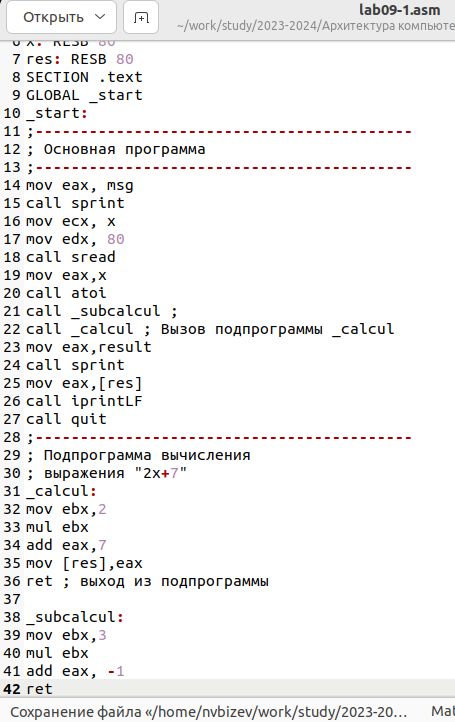 Открыть
lab09-1.asm
~/work/study/2023-2024/Архитектура компьюте
6 x: RESB 80
7 res: RESB 80
8 SECTION .text
9 GLOBAL _start
10 _start:
11 ;------------------------------------------
12 ; Основная программа
13 ;------------------------------------------
14 mov eax, msg
15 call sprint
16 mov ecx, x
17 mov edx, 80
18 call sread
19 mov eax,x
20 call atoi
21 call _subcalcul ;
22 call _calcul ; Вызов подпрограммы _calcul
23 mov eax,result
24 call sprint
25 mov eax,[res]
26 call iprintLF
27 call quit
28 ;------------------------------------------
29 ; Подпрограмма вычисления
30 ; выражения "2x+7"
31 _calcul:
32 mov ebx,2
33 mul ebx
34 add eax,7
35 mov [res],eax
36 ret ; выход из подпрограммы
37
38 _subcalcul:
39 mov ebx,3
40 mul ebx
41 add eax, -1
42 ret
Сохранение файла «/home/nvbizev/work/study/2023-20... Mat